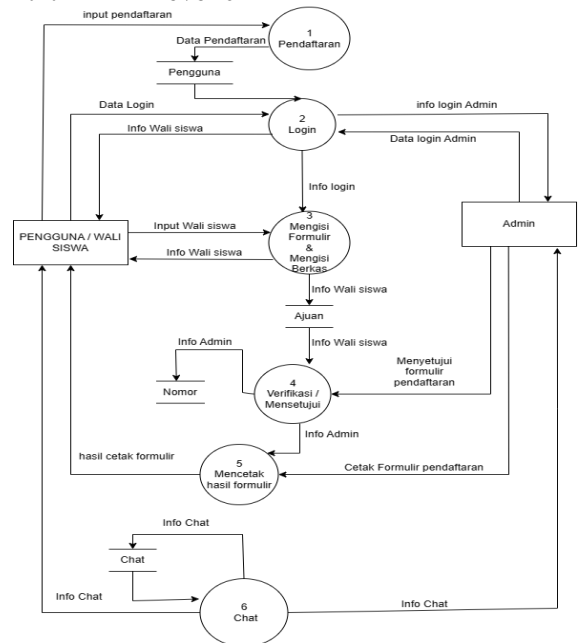 input pendaftaran
1
Pendaftaran
Data Pendaftaran
Pengguna
Data Login
2
Login
info login Admin
Info Wali siswa
Data login Admin
Info login
PENGGUNA / WALI
SISWA
Input Wali siswa
3
Mengisi
Formulir
&
Mengisi
Berkas
Admin
Info Wali siswa
Info Wali siswa
Ajuan
Info Admin
Info Wali siswa
Menyetujui
formulir
pendaftaran
Nomor
4
Verifikasi /
Mensetujui
Info Admin
hasil cetak formulir
5
Mencetak
hasil formulir
Cetak Formulir pendaftaran
Info Chat
Chat
Info Chat
6
Chat
Info Chat